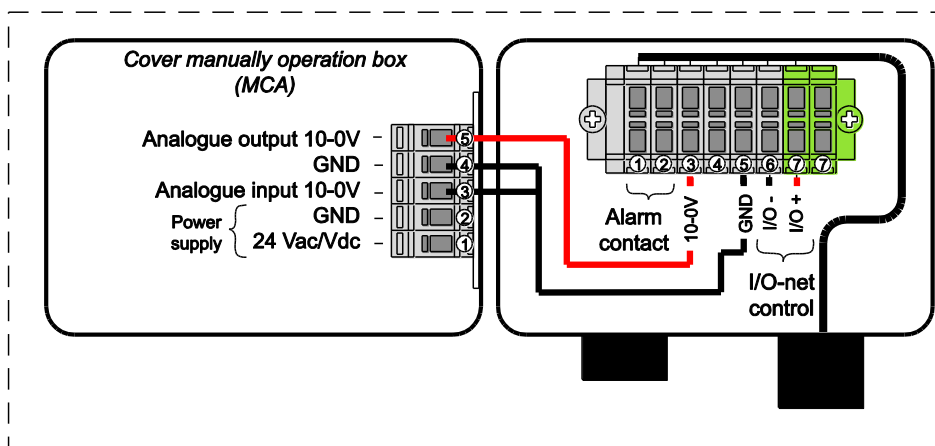 Cover manually operation box
(MCA)
Analogue output 10-0V
GND
Analogue input 10-0V
GND
24 Vac/Vdc
Power
supply
5
4
3
2
1
1 2 3 4 5 6 7 7
Alarm
contact
10-0V
GND
I/O -
I/O +
I/O-net
control